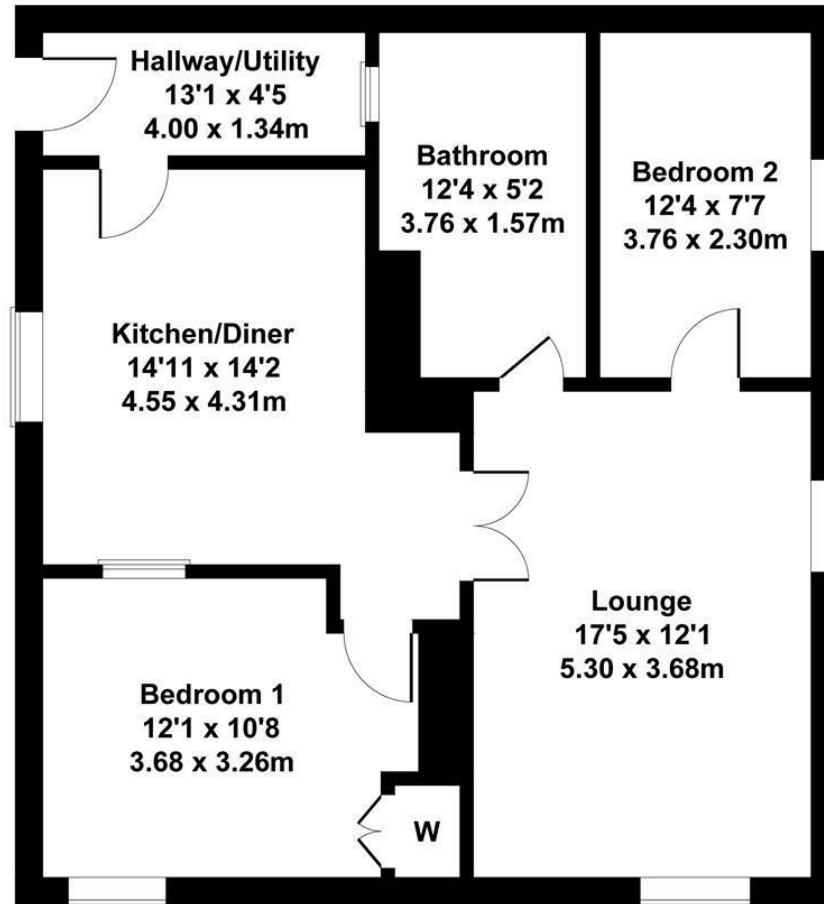 Hallway/Utility
13'1 x 4'5
4.00 x 1.34m
Bathroom
12'4 x 5'2
3.76 x 1.57m
Bedroom 2
12'4 x 7'7
3.76 x 2.30m
Kitchen/Diner
14'11 x 14'2
4.55 x 4.31m
Lounge
17'5 x 12'1
5.30 x 3.68m
Bedroom 1
12'1 x 10'8
3.68 x 3.26m
W